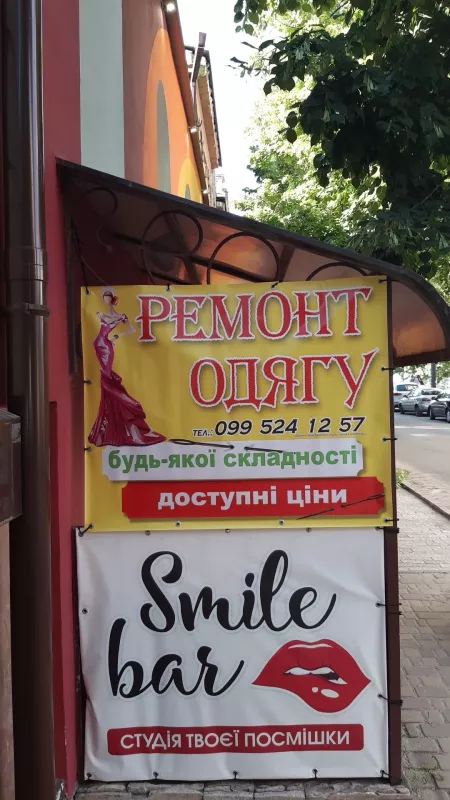 РЕМОНТ
ОДЯГУ
ТЕЛ.: 099 524 12 57
будь-якої складності
доступні ціни
Smile
bar
СТУДІЯ ТВОЄЇ ПОСМІШКИ